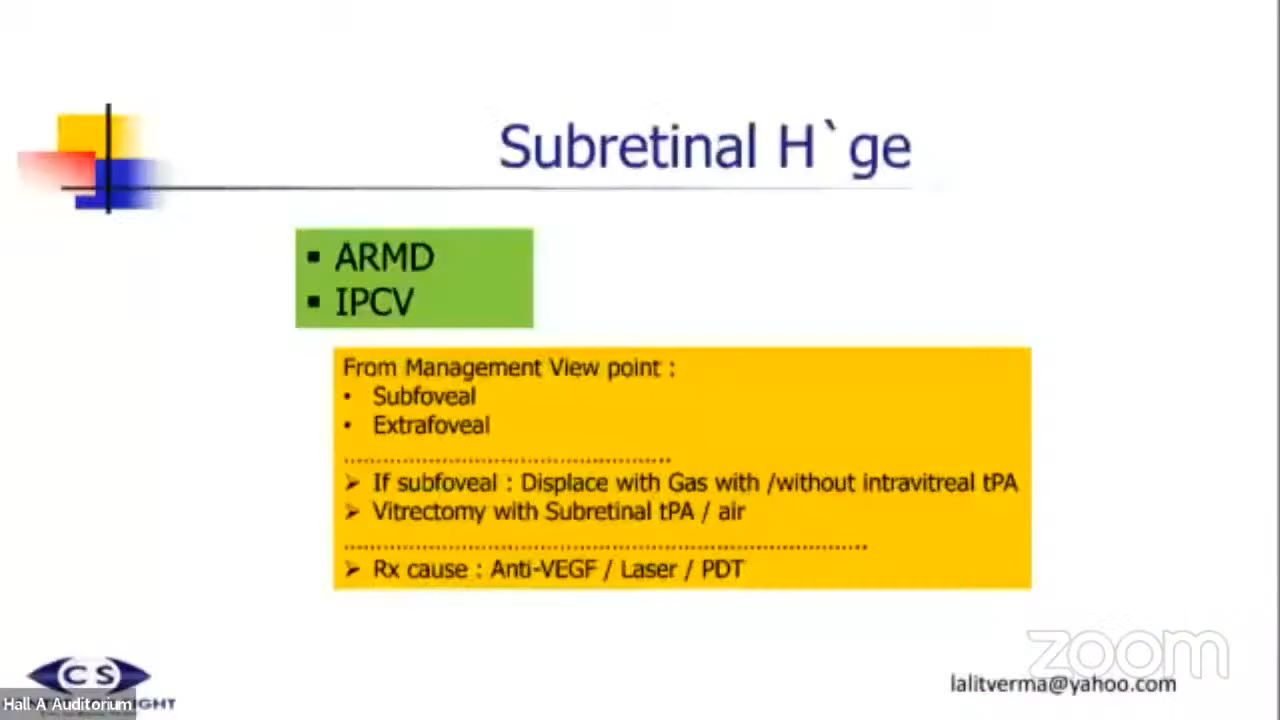 Subretinal H`ge
▪ ARMD
▪ IPCV
From Management View point :
• Subfoveal
• Extrafoveal
................................................
➢ If subfoveal : Displace with Gas with /without intravitreal tPA
➢ Vitrectomy with Subretinal tPA / air
................................................................................
➢ Rx cause : Anti-VEGF / Laser / PDT
zoom
lalitverma@yahoo.com
CS
Hall A Auditorium